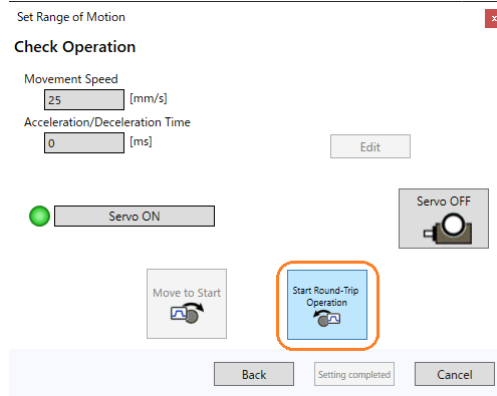 Set Range of Motion
x
Check Operation
Movement Speed
25 [mm/s]
Acceleration/Deceleration Time
0 [ms]
Edit
Servo ON
Servo OFF
Move to Start
Start Round-Trip
Operation
Back
Setting completed
Cancel